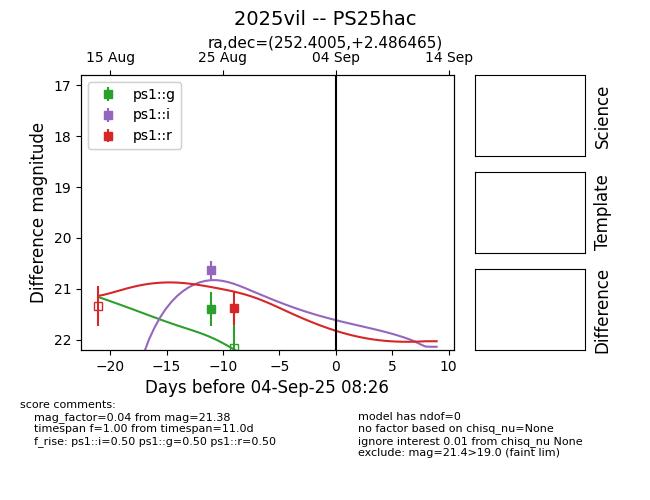 2025vil -- PS25hac
ra,dec=(252.4005,+2.486465)
15 Aug 25 Aug 04 Sep 14 Sep
ps1::g
ps1::i
ps1::r
17
18
19
20
21
22
Difference magnitude
−20 −15 −10 −5 0 5 10
Days before 04-Sep-25 08:26
Science
Template
Difference
score comments:
mag_factor=0.04 from mag=21.38
timespan f=1.00 from timespan=11.0d
f_rise: ps1::i=0.50 ps1::g=0.50 ps1::r=0.50
model has ndof=0
no factor based on chisq_nu=None
ignore interest 0.01 from chisq_nu None
exclude: mag=21.4>19.0 (faint lim)